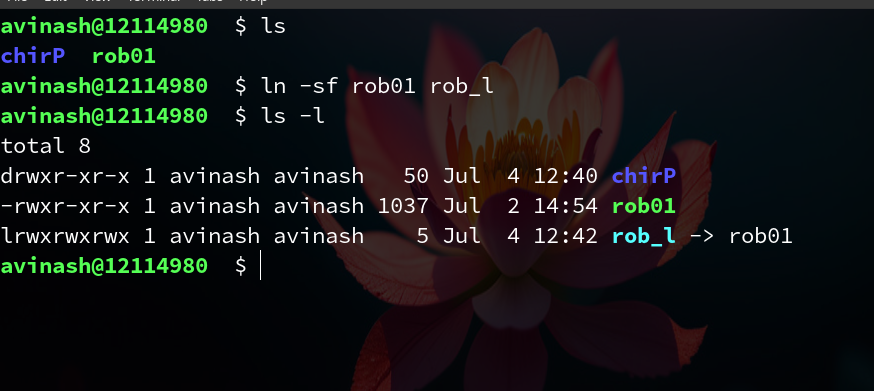 avinash@12114980 $ ls
chirP rob01
avinash@12114980 $ ln -sf rob01 rob_l
avinash@12114980 $ ls -l
total 8
drwxr-xr-x 1 avinash avinash 50 Jul 4 12:40 chirP
-rwxr-xr-x 1 avinash avinash 1037 Jul 2 14:54 rob01
lrwxrwxrwx 1 avinash avinash 5 Jul 4 12:42 rob_l -> rob01
avinash@12114980 $